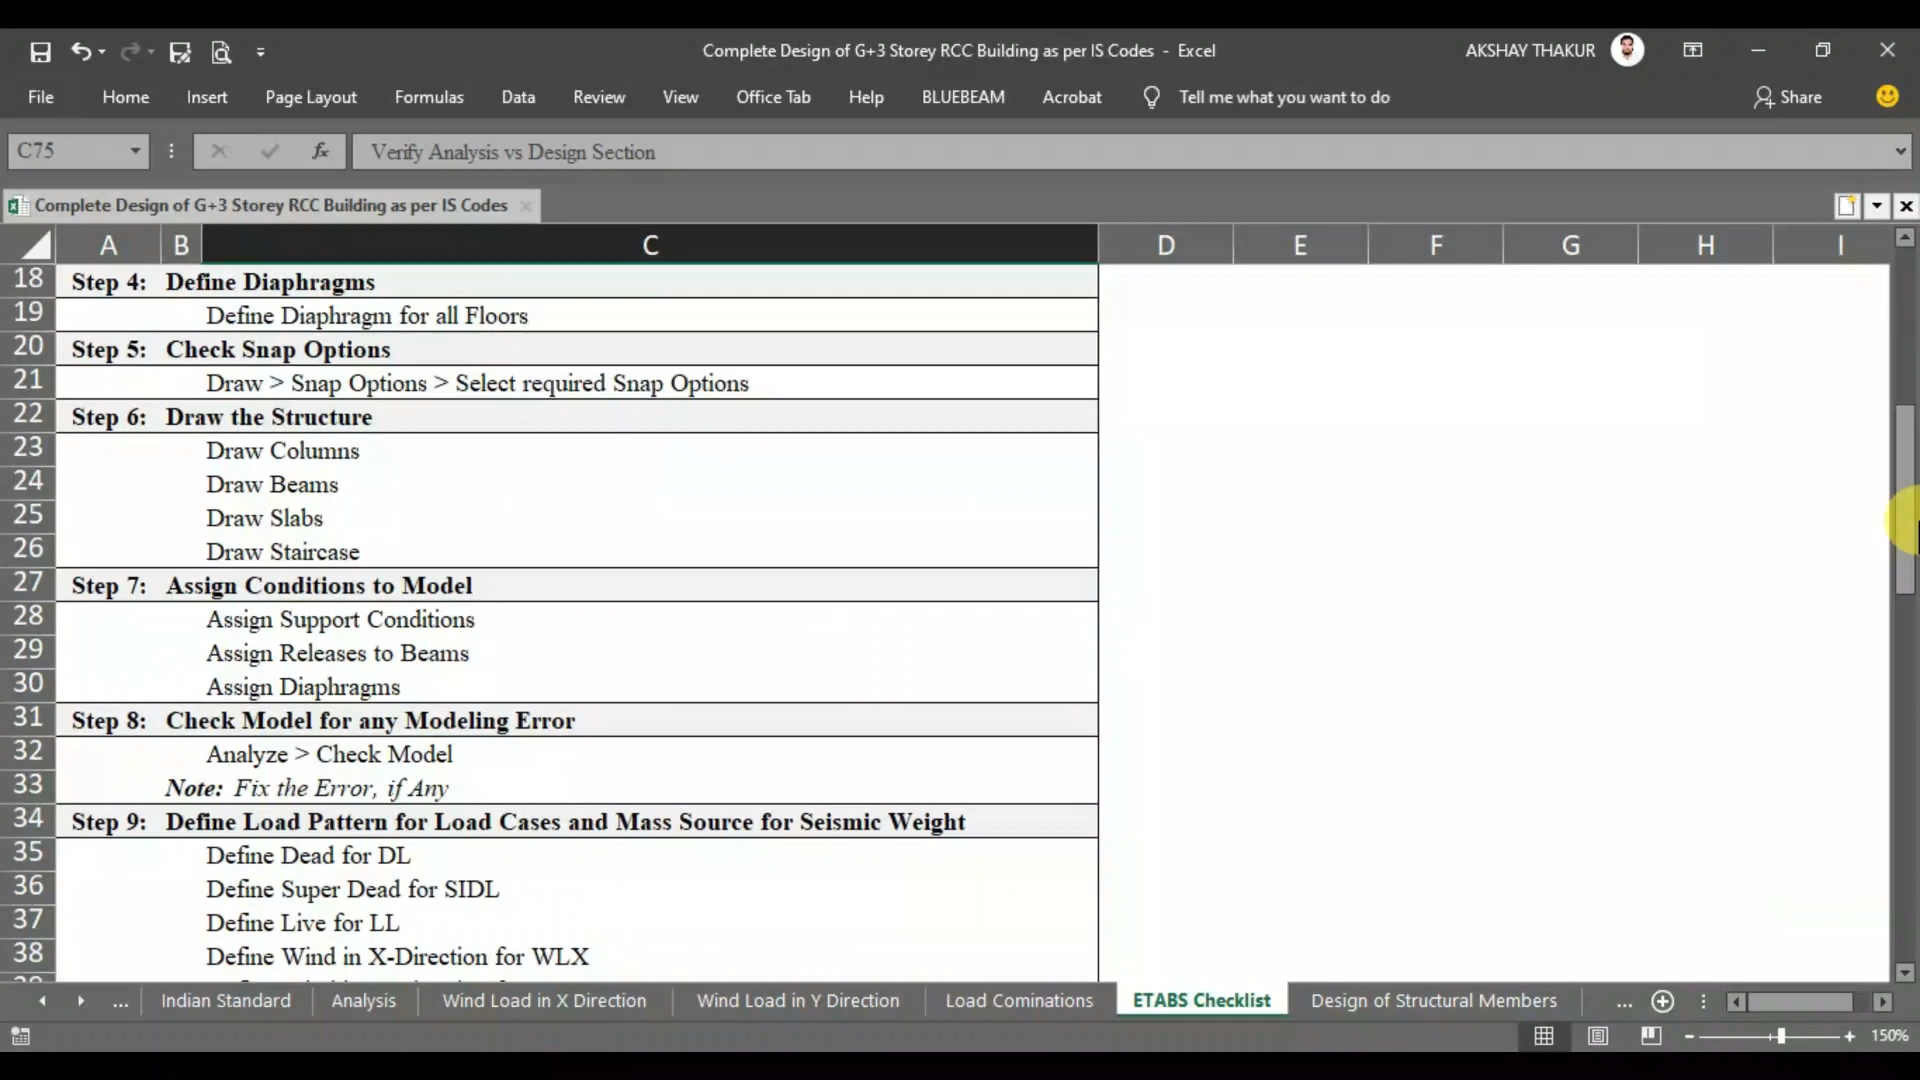 Complete Design of G+3 Storey RCC Building as per IS Codes - Excel
AKSHAY THAKUR
File Home Insert Page Layout Formulas Data Review View Office Tab Help BLUEBEAM Acrobat Tell me what you want to do Share
C75 fx Verify Analysis vs Design Section
Complete Design of G+3 Storey RCC Building as per IS Codes
A B C D E F G H I
18 Step 4: Define Diaphragms
19 Define Diaphragm for all Floors
20 Step 5: Check Snap Options
21 Draw > Snap Options > Select required Snap Options
22 Step 6: Draw the Structure
23 Draw Columns
24 Draw Beams
25 Draw Slabs
26 Draw Staircase
27 Step 7: Assign Conditions to Model
28 Assign Support Conditions
29 Assign Releases to Beams
30 Assign Diaphragms
31 Step 8: Check Model for any Modeling Error
32 Analyze > Check Model
33 Note: Fix the Error, if Any
34 Step 9: Define Load Pattern for Load Cases and Mass Source for Seismic Weight
35 Define Dead for DL
36 Define Super Dead for SIDL
37 Define Live for LL
38 Define Wind in X-Direction for WLX
... Indian Standard Analysis Wind Load in X Direction Wind Load in Y Direction Load Cominations ETABS Checklist Design of Structural Members ...
150%